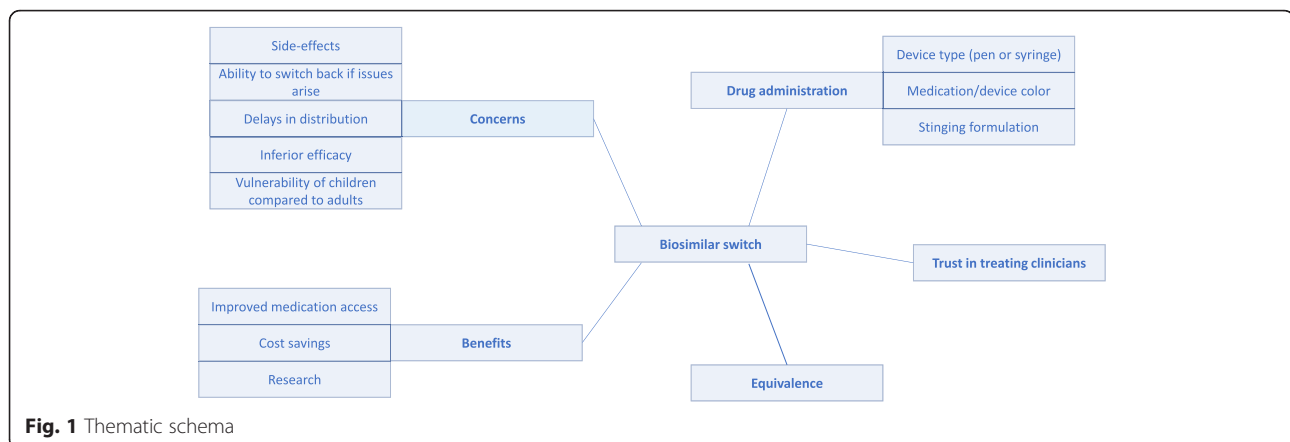 Side-effects
Ability to switch back if issues
arise
Delays in distribution
Inferior efficacy
Vulnerability of children
compared to adults
Concerns
Drug administration
Device type (pen or syringe)
Medication/device color
Stinging formulation
Biosimilar switch
Trust in treating clinicians
Improved medication access
Cost savings
Research
Benefits
Equivalence
Fig. 1 Thematic schema